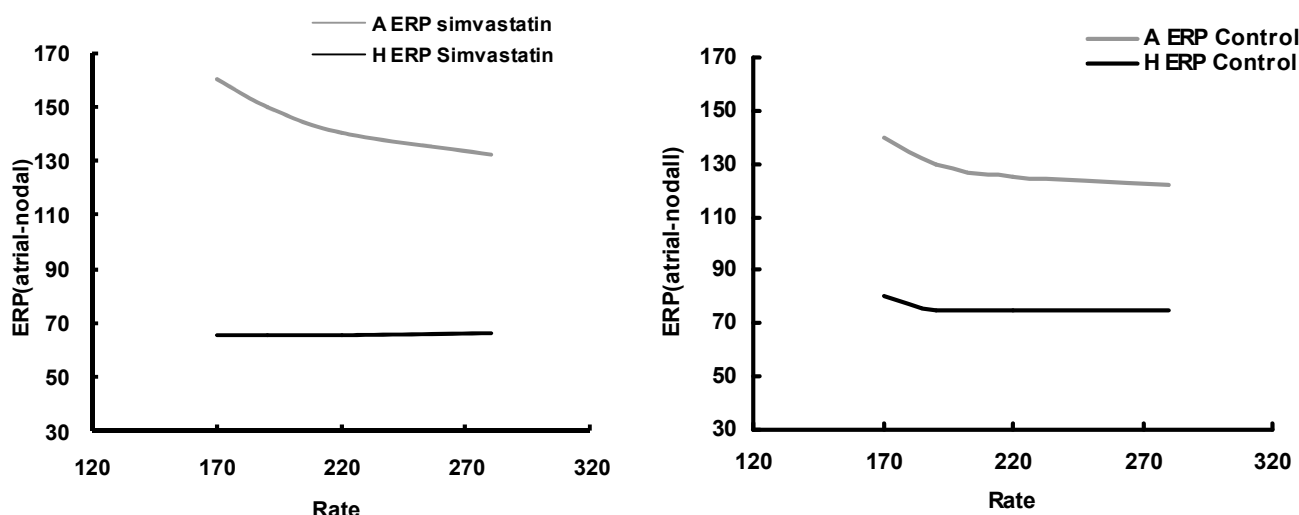 A ERP simvastatin
H ERP Simvastatin
170
150
130
110
90
70
50
30
ERP(atrial-nodal)
120 170 220 270 320
Rate
A ERP Control
H ERP Control
170
150
130
110
90
70
50
30
ERP(atrial-nodall)
120 170 220 270 320
Rate